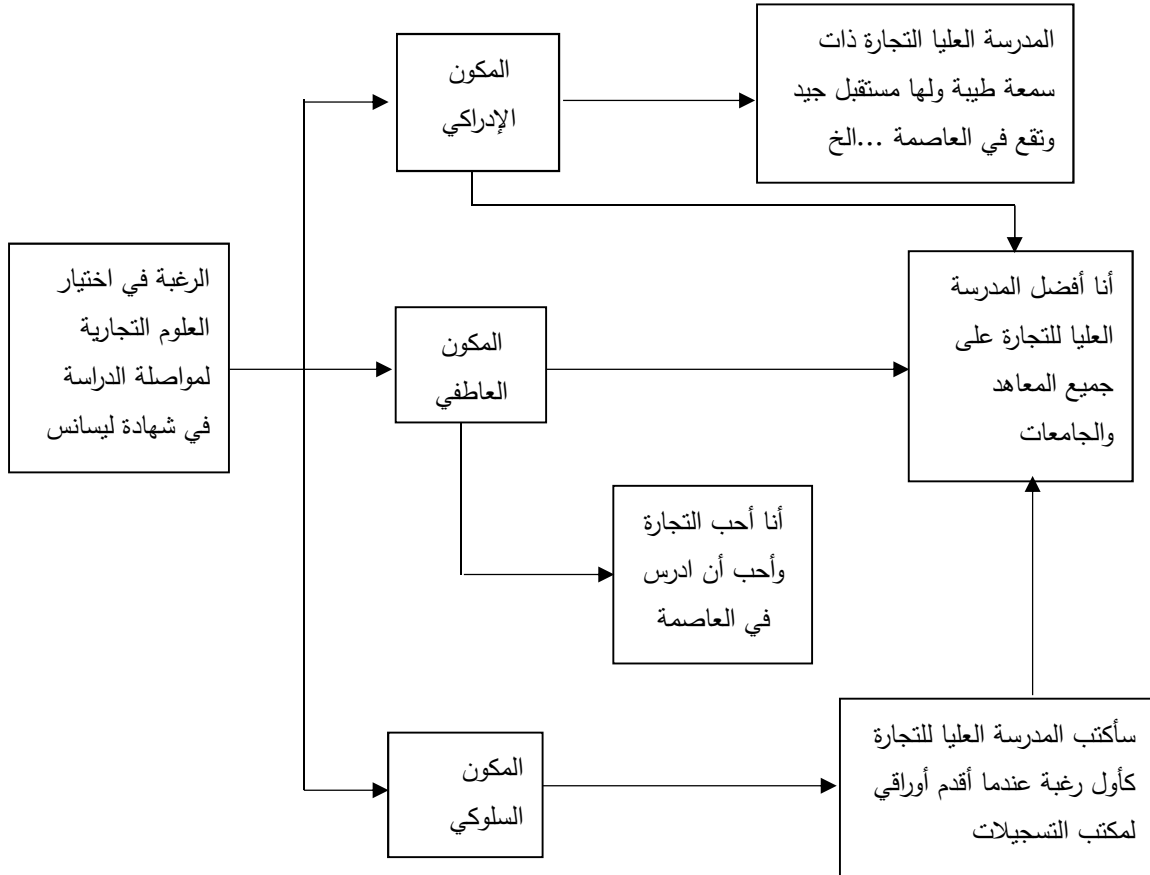 المدرسة العليا التجارة ذات
سمعة طيبة ولها مستقبل جيد
وتقع في العاصمة ...الخ
المكون
الإدراكي
الرغبة في اختيار
العلوم التجارية
لمواصلة الدراسة
في شهادة ليسانس
المكون
العاطفي
أنا أفضل المدرسة
العليا للتجارة على
جميع المعاهد
والجامعات
أنا أحب التجارة
وأحب أن ادرس
في العاصمة
المكون
السلوكي
سأكتب المدرسة العليا للتجارة
كأول رغبة عندما أقدم أوراقي
لمكتب التسجيلات